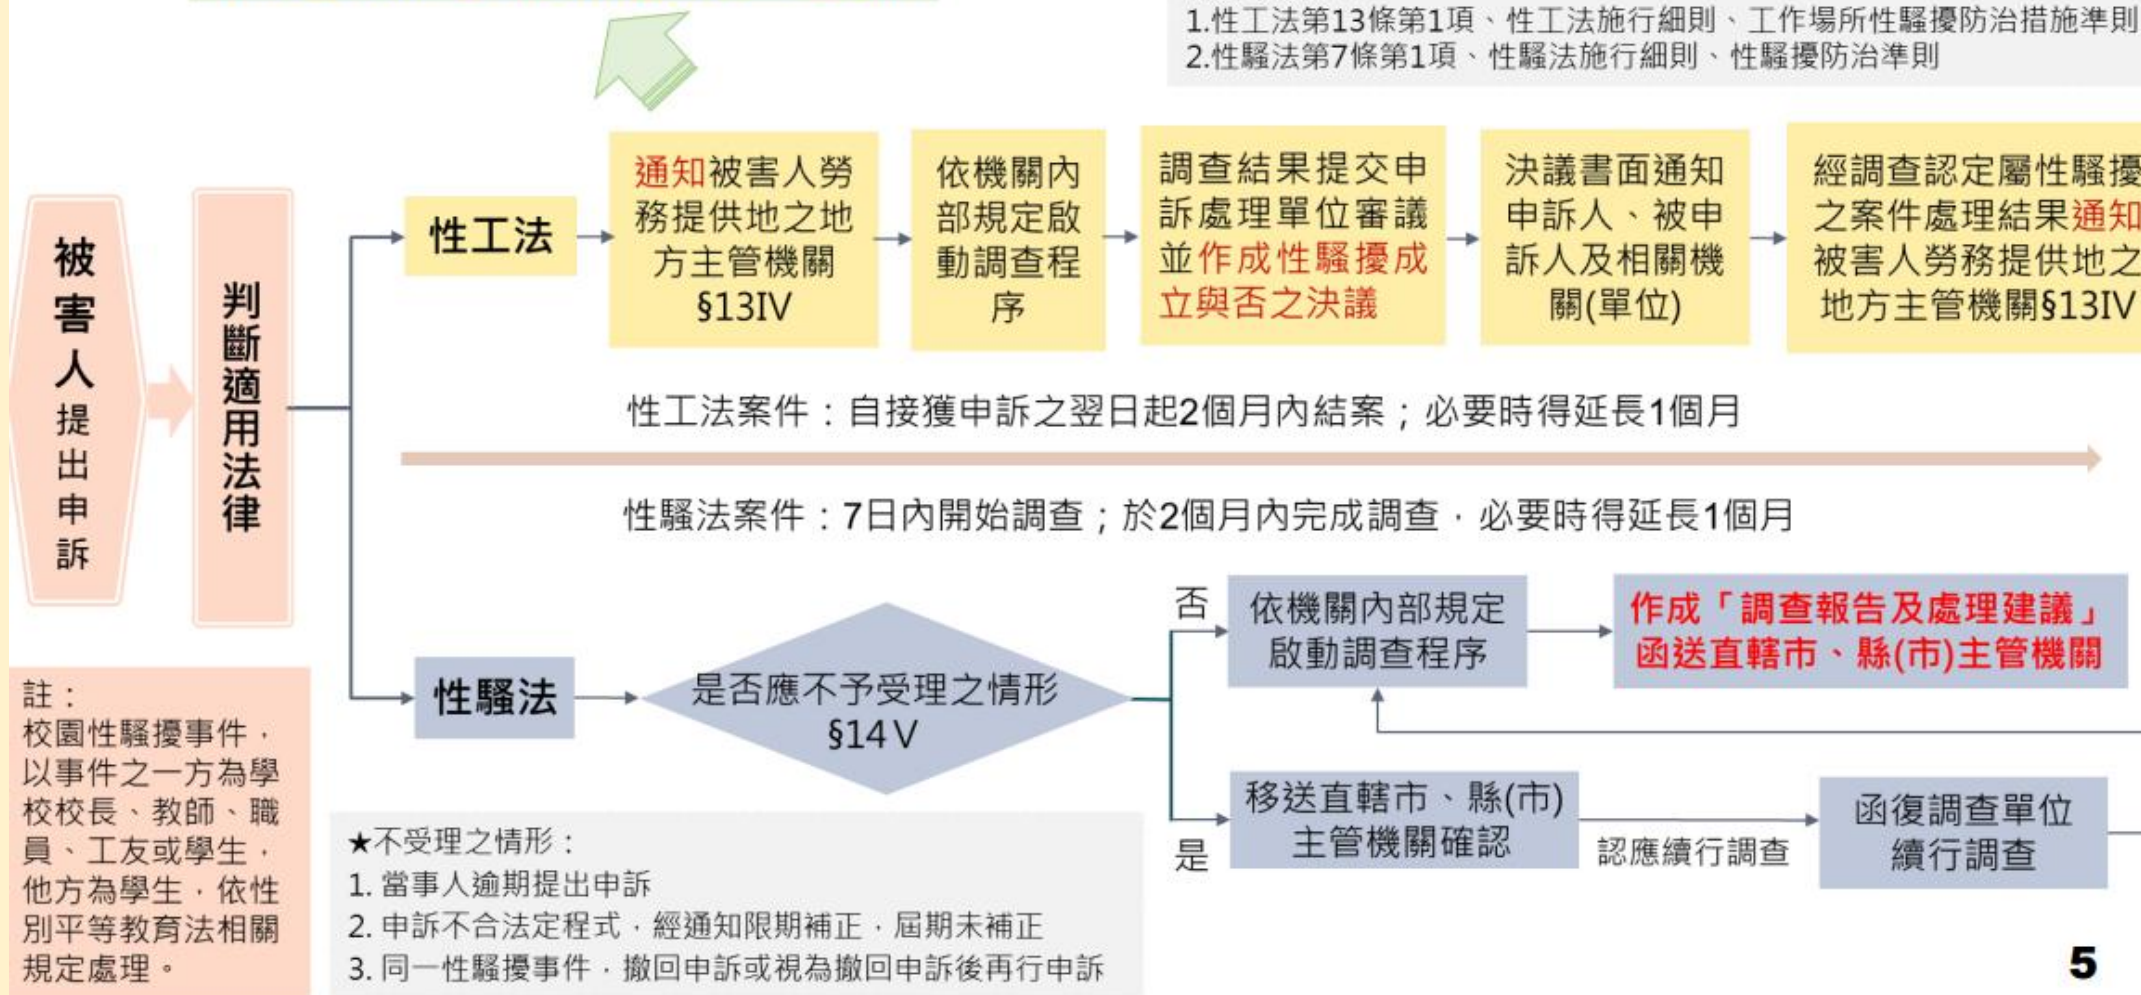 1.性工法第13條第1項、性工法施行細則、工作場所性騷擾防治措施準則
2.性騷法第7條第1項、性騷法施行細則、性騷擾防治準則
被害人提出申訴
判斷適用法律
性工法
通知被害人勞
務提供地之地
方主管機關
§13IV
依機關內
部規定啟
動調查程
序
調查結果提交申
訴處理單位審議
並作成性騷擾成
立與否之決議
決議書面通知
申訴人、被申
訴人及相關機
關(單位)
經調查認定屬性騷擾
之案件處理結果通知
被害人勞務提供地之
地方主管機關§13IV
性工法案件：自接獲申訴之翌日起2個月內結案；必要時得延長1個月
性騷法案件：7日內開始調查；於2個月內完成調查，必要時得延長1個月
性騷法
是否應不予受理之情形
§14Ⅴ
否
依機關內部規定
啟動調查程序
作成「調查報告及處理建議」
函送直轄市、縣(市)主管機關
是
移送直轄市、縣(市)
主管機關確認
認應續行調查
函復調查單位
續行調查
註：
校園性騷擾事件，
以事件之一方為學
校校長、教師、職
員、工友或學生，
他方為學生，依性
別平等教育法相關
規定處理。
★不受理之情形：
1. 當事人逾期提出申訴
2. 申訴不合法定程式，經通知限期補正，屆期未補正
3. 同一性騷擾事件，撤回申訴或視為撤回申訴後再行申訴
5